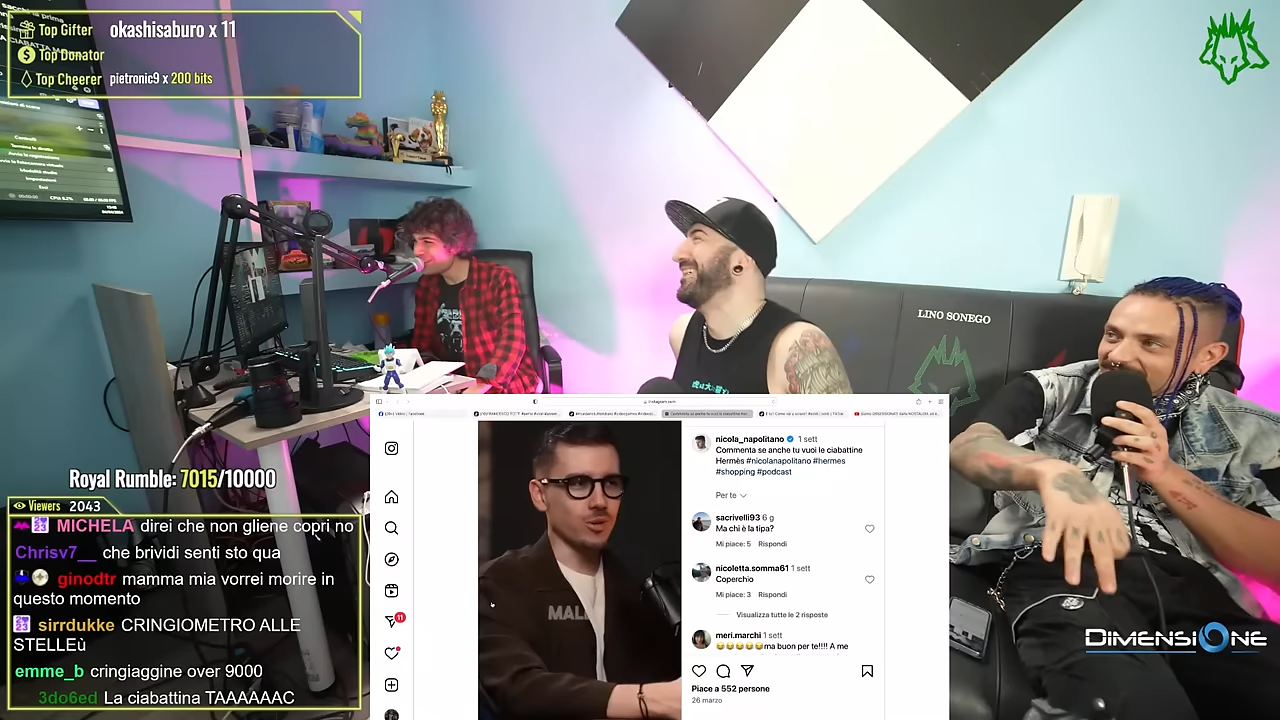 Top Gifter okashisaburo x 11
Top Donator
Top Cheerer pietronic9 x 200 bits
LINO SONEGO
Royal Rumble: 7015/10000
Viewers 2043
MICHELA direi che non gliene copri no
Chrisv7__ che brividi senti sto qua
ginodtr mamma mia vorrei morire in
questo momento
sirrdukke CRINGIOMETRO ALLE
STELLEù
emme_b cringiaggine over 9000
3do6ed La ciabattina TAAAAAAC
instagram.com
MALE
nicola_napolitano 1 sett
Commenta se anche tu vuoi le ciabattine
Hermès #nicolanapolitano #hermes
#shopping #podcast
Per te
sacrivelli93 6 g
Ma chi è la tipa?
Mi piace: 5 Rispondi
nicoletta.somma61 1 sett
Coperchio
Mi piace: 3 Rispondi
Visualizza tutte le 2 risposte
meri.marchi 1 sett
😂😂😂😂😂ma buon per te!!!! A me
11
Piace a 552 persone
26 marzo
DIMENSIONE